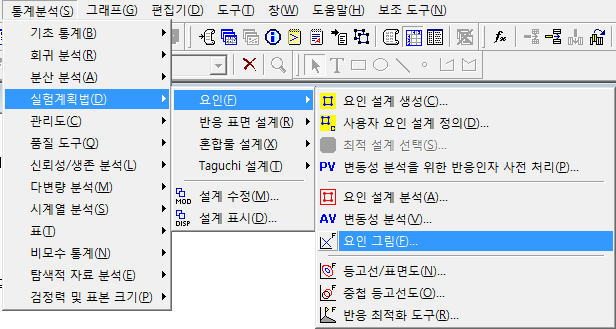 통계분석(S) 그래프(G) 편집기(D) 도구(T) 창(W) 도움말(H) 보조 도구(N)
기초 통계(B)
회귀 분석(R)
분산 분석(A)
실험계획법(D)
관리도(C)
품질 도구(Q)
신뢰성/생존 분석(L)
다변량 분석(M)
시계열 분석(S)
표(T)
비모수 통계(N)
탐색적 자료 분석(E)
검정력 및 표본 크기(P)
요인(F)
반응 표면 설계(R)
혼합물 설계(X)
Taguchi 설계(T)
MOD 설계 수정(M)...
DISP 설계 표시(D)...
요인 설계 생성(C)...
사용자 요인 설계 정의(D)...
최적 설계 선택(S)...
PV 변동성 분석을 위한 반응인자 사전 처리(P)...
요인 설계 분석(A)...
AV 변동성 분석(V)...
요인 그림(F)...
등고선/표면도(N)...
중첩 등고선도(O)...
반응 최적화 도구(R)...